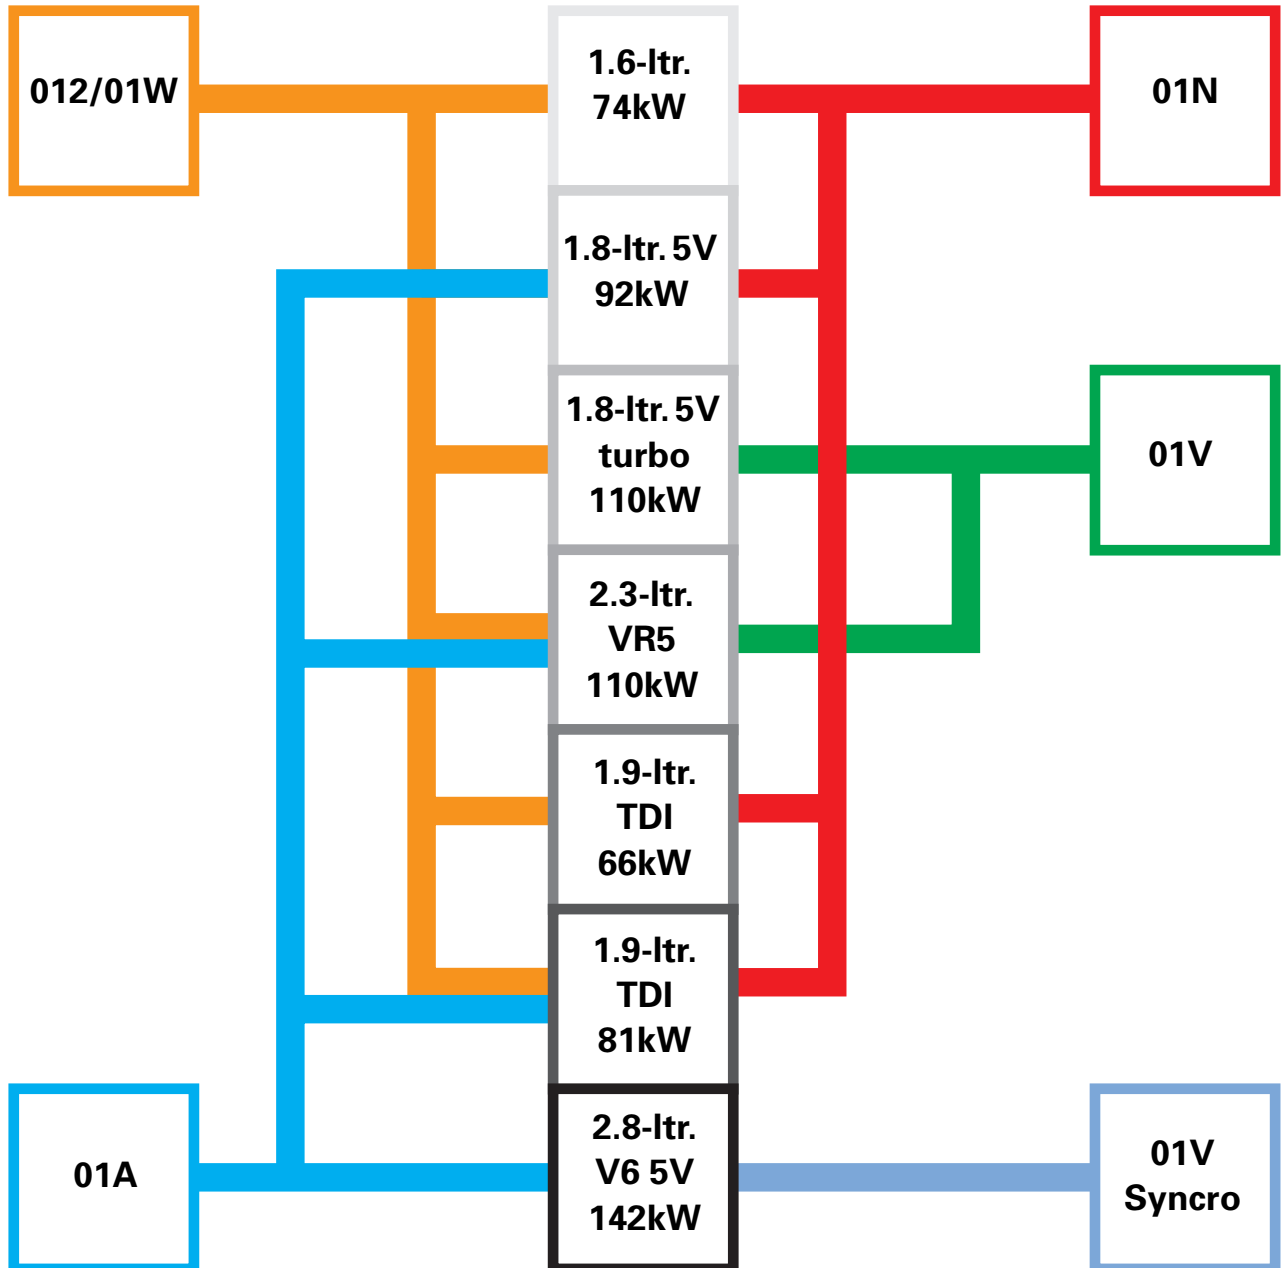 012/01W
1.6-ltr.
74kW
01N
1.8-ltr. 5V
92kW
1.8-ltr. 5V
turbo
110kW
01V
2.3-ltr.
VR5
110kW
1.9-ltr.
TDI
66kW
1.9-ltr.
TDI
81kW
01A
2.8-ltr.
V6 5V
142kW
01V
Syncro